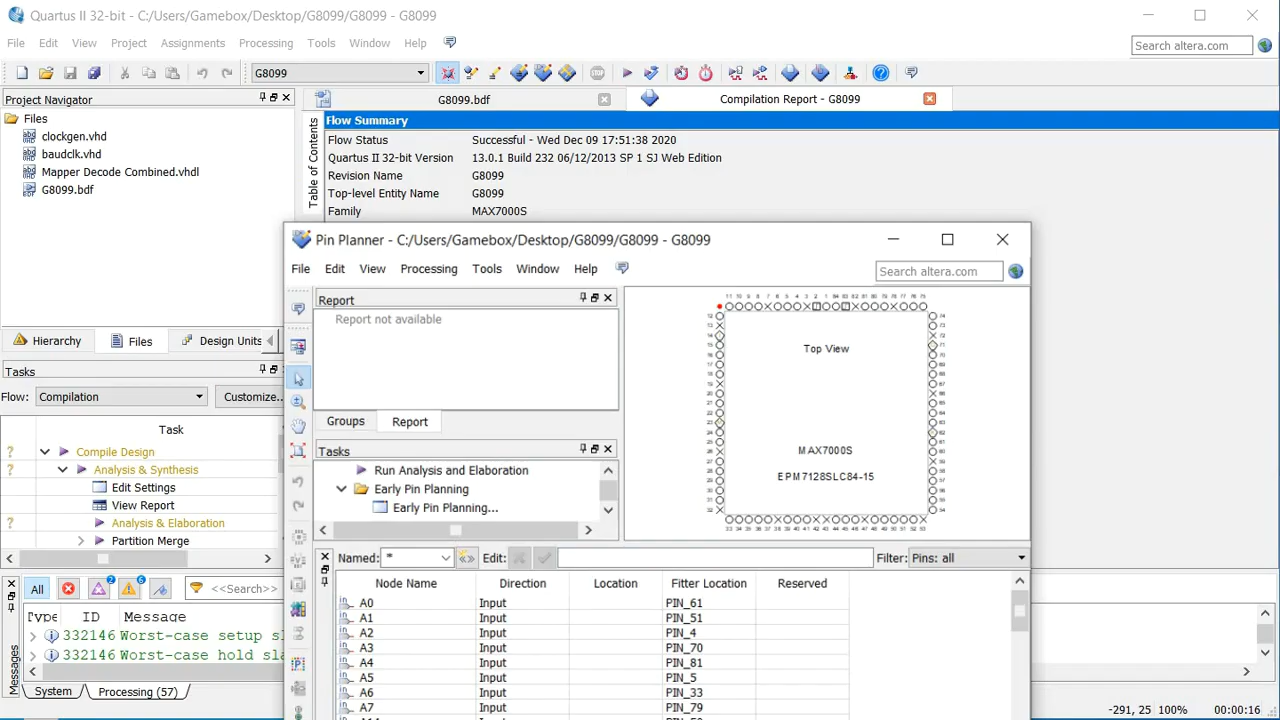 Quartus II 32-bit - C:/Users/Gamebox/Desktop/G8099/G8099 - G8099
File Edit View Project Assignments Processing Tools Window Help
Search altera.com
G8099
Project Navigator
Files
clockgen.vhd
baudclk.vhd
Mapper Decode Combined.vhdl
G8099.bdf
Hierarchy Files Design Units
Tasks
Flow: Compilation Customize...
Task
Compile Design
Analysis & Synthesis
Edit Settings
View Report
Analysis & Elaboration
Partition Merge
G8099.bdf
Compilation Report - G8099
Table of Contents
Flow Summary
Flow Status Successful - Wed Dec 09 17:51:38 2020
Quartus II 32-bit Version 13.0.1 Build 232 06/12/2013 SP 1 SJ Web Edition
Revision Name G8099
Top-level Entity Name G8099
Family MAX7000S
Pin Planner - C:/Users/Gamebox/Desktop/G8099/G8099 - G8099
File Edit View Processing Tools Window Help
Search altera.com
Report
Report not available
Groups Report
Tasks
Run Analysis and Elaboration
Early Pin Planning
Early Pin Planning...
Top View
MAX7000S
EPM7128SLC84-15
Named: * Edit: Filter: Pins: all
Node Name Direction Location Fitter Location Reserved
A0 Input PIN_61
A1 Input PIN_51
A2 Input PIN_4
A3 Input PIN_70
A4 Input PIN_81
A5 Input PIN_5
A6 Input PIN_33
A7 Input PIN_79
All 2 6 <<Search>>
Type ID Message
332146 Worst-case setup
332146 Worst-case hold
Messages
System Processing (57)
-291, 25 100% 00:00:16